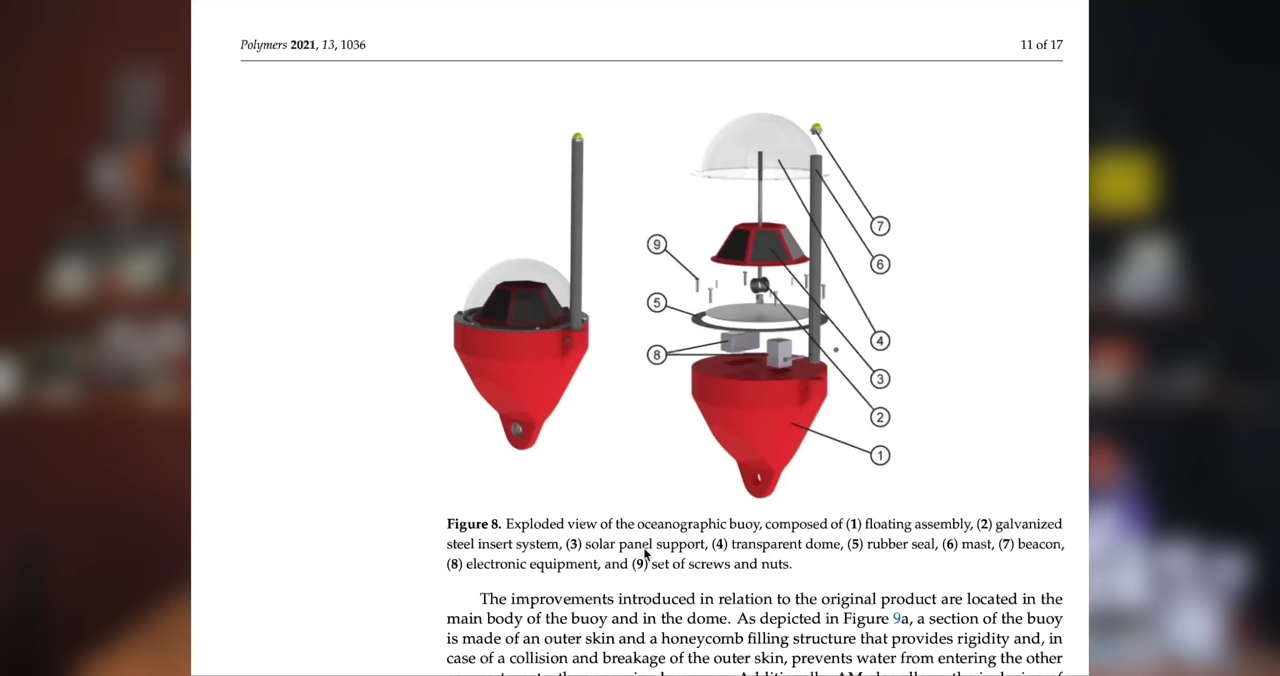 Polymers 2021, 13, 1036
11 of 17
7
9
6
5
4
8
3
2
1
Figure 8. Exploded view of the oceanographic buoy, composed of (1) floating assembly, (2) galvanized
steel insert system, (3) solar panel support, (4) transparent dome, (5) rubber seal, (6) mast, (7) beacon,
(8) electronic equipment, and (9) set of screws and nuts.
The improvements introduced in relation to the original product are located in the
main body of the buoy and in the dome. As depicted in Figure 9a, a section of the buoy
is made of an outer skin and a honeycomb filling structure that provides rigidity and, in
case of a collision and breakage of the outer skin, prevents water from entering the other